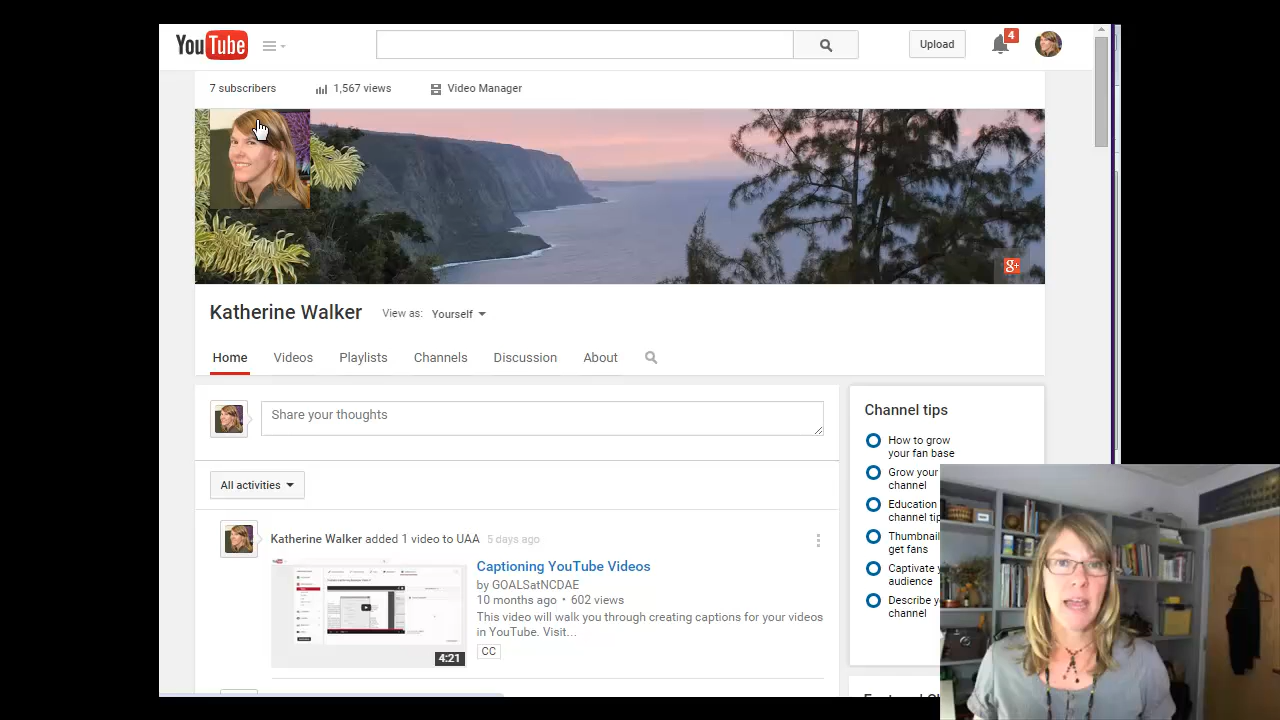 YouTube
Upload
4
7 subscribers
1,567 views
Video Manager
g+
Katherine Walker
View as: Yourself
Home
Videos
Playlists
Channels
Discussion
About
Share your thoughts
All activities
Katherine Walker added 1 video to UAA 5 days ago
Captioning YouTube Videos
by GOALSatNCDAE
10 months ago • 602 views
This video will walk you through creating captions for your videos
in YouTube. Visit...
CC
4:21
Channel tips
How to grow
your fan base
Grow your
channel
Education
channel tip
Thumbnail
get fans
Captivate y
audience
Describe y
channel